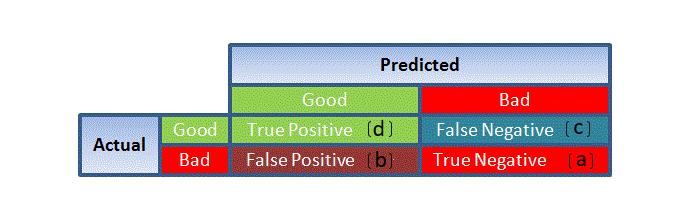 Predicted
Good Bad
Actual Good True Positive (d) False Negative (c)
Bad False Positive (b) True Negative (a)